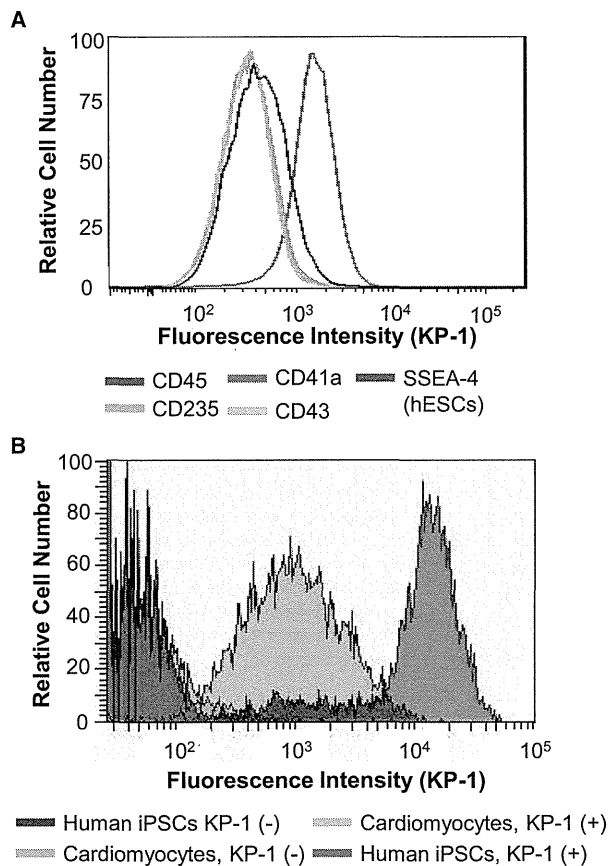 A
Relative Cell Number
100
75
50
25
0
10² 10³ 10⁴ 10⁵
Fluorescence Intensity (KP-1)
CD45 CD41a SSEA-4
CD235 CD43 (hESCs)
B
Relative Cell Number
100
80
60
40
20
0
10² 10³ 10⁴ 10⁵
Fluorescence Intensity (KP-1)
Human iPSCs KP-1 (-) Cardiomyocytes, KP-1 (+)
Cardiomyocytes, KP-1 (-) Human iPSCs, KP-1 (+)